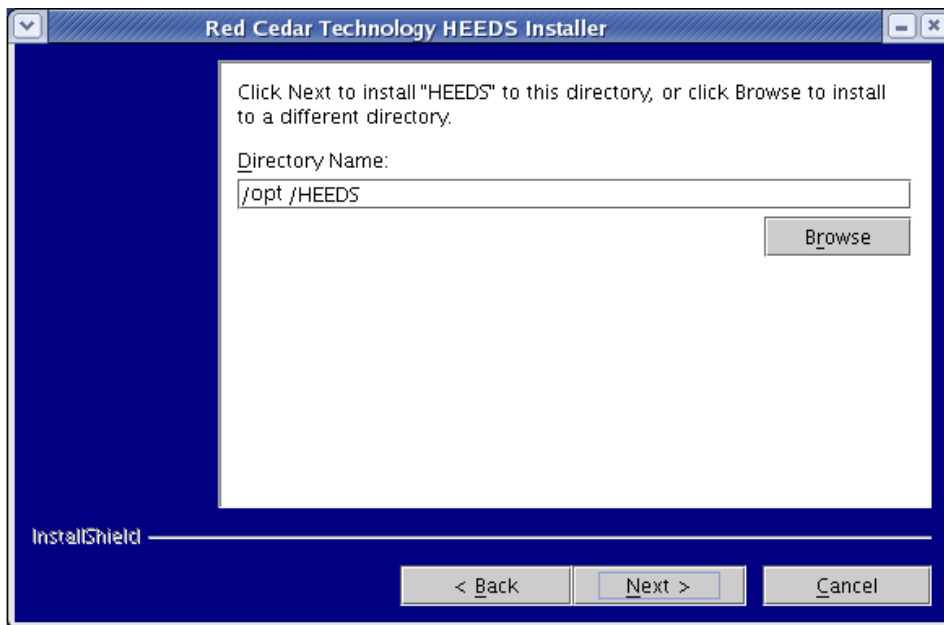 Red Cedar Technology HEEDS Installer
Click Next to install "HEEDS" to this directory, or click Browse to install
to a different directory.
Directory Name:
/opt /HEEDS
Browse
InstallShield
< Back
Next >
Cancel